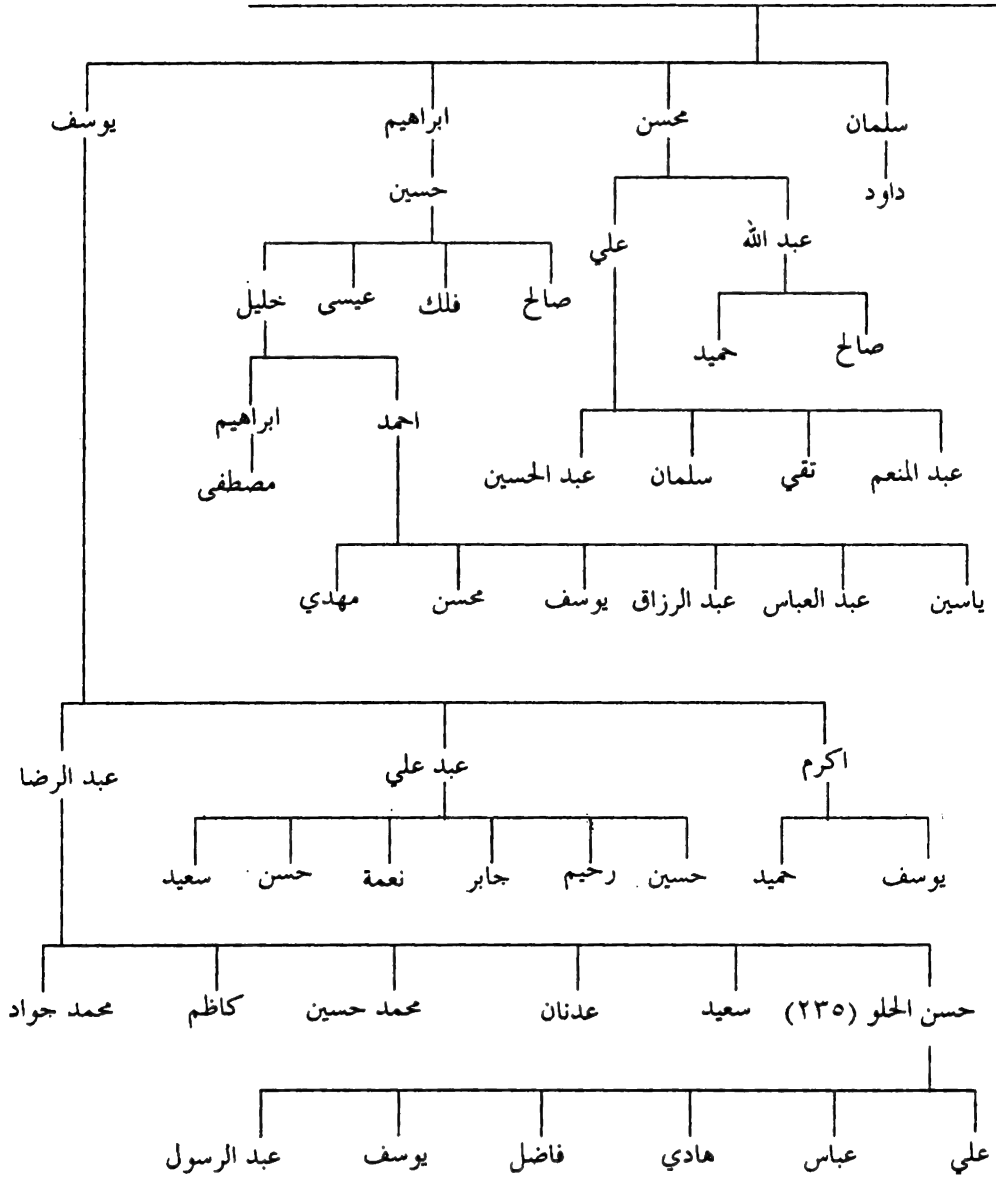 سلمان محسن ابراهيم يوسف
داود حسين
عبد الله علي
صالح فلك عيسى خليل
صالح حميد
احمد ابراهيم
عبد المنعم تقي سلمان عبد الحسين مصطفى
ياسين عبد العباس عبد الرزاق يوسف محسن مهدي
اكرم عبد علي عبد الرضا
يوسف حميد حسين رحيم جابر نعمة حسن سعيد
حسن الحلو (٢٣٥) سعيد عدنان محمد حسين كاظم محمد جواد
علي عباس هادي فاضل يوسف عبد الرسول